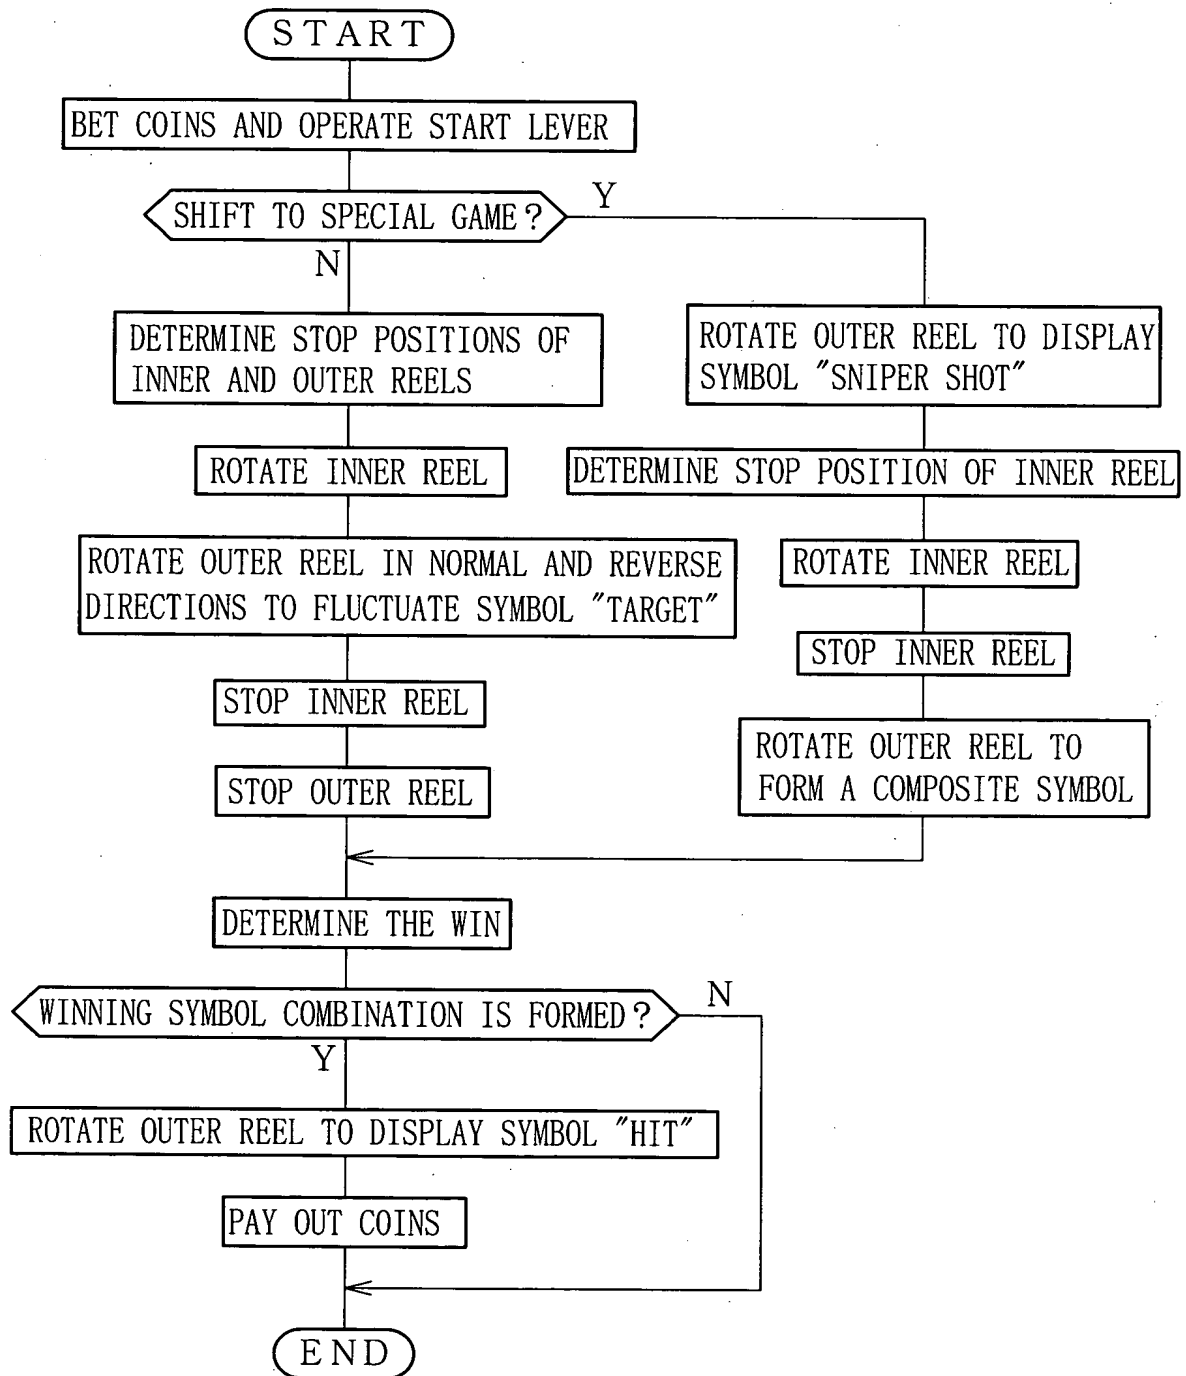 START
BET COINS AND OPERATE START LEVER
SHIFT TO SPECIAL GAME?
Y
N
DETERMINE STOP POSITIONS OF
INNER AND OUTER REELS
ROTATE INNER REEL
ROTATE OUTER REEL IN NORMAL AND REVERSE
DIRECTIONS TO FLUCTUATE SYMBOL "TARGET"
STOP INNER REEL
STOP OUTER REEL
ROTATE OUTER REEL TO DISPLAY
SYMBOL "SNIPER SHOT"
DETERMINE STOP POSITION OF INNER REEL
ROTATE INNER REEL
STOP INNER REEL
ROTATE OUTER REEL TO
FORM A COMPOSITE SYMBOL
DETERMINE THE WIN
WINNING SYMBOL COMBINATION IS FORMED?
N
Y
ROTATE OUTER REEL TO DISPLAY SYMBOL "HIT"
PAY OUT COINS
END